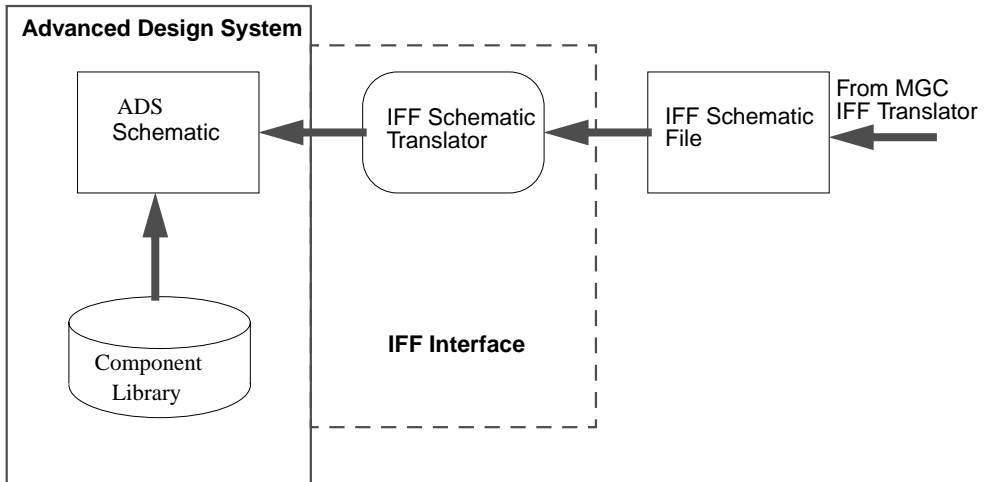 Advanced Design System
ADS
Schematic
IFF Schematic
Translator
IFF Schematic
File
From MGC
IFF Translator
Component
Library
IFF Interface